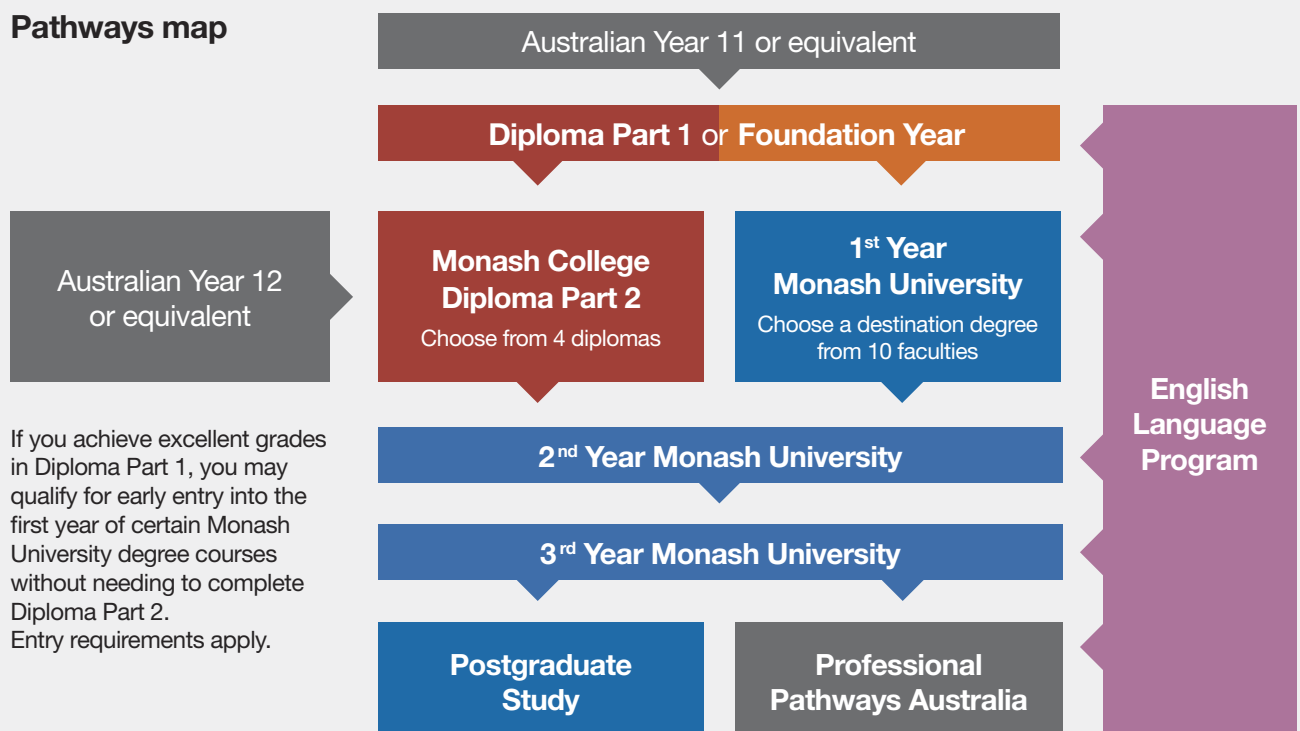 Pathways map
Australian Year 11 or equivalent
Diploma Part 1 or Foundation Year
Australian Year 12
or equivalent
Monash College
Diploma Part 2
Choose from 4 diplomas
1st Year
Monash University
Choose a destination degree
from 10 faculties
If you achieve excellent grades
in Diploma Part 1, you may
qualify for early entry into the
first year of certain Monash
University degree courses
without needing to complete
Diploma Part 2.
Entry requirements apply.
2nd Year Monash University
3rd Year Monash University
Postgraduate
Study
Professional
Pathways Australia
English
Language
Program